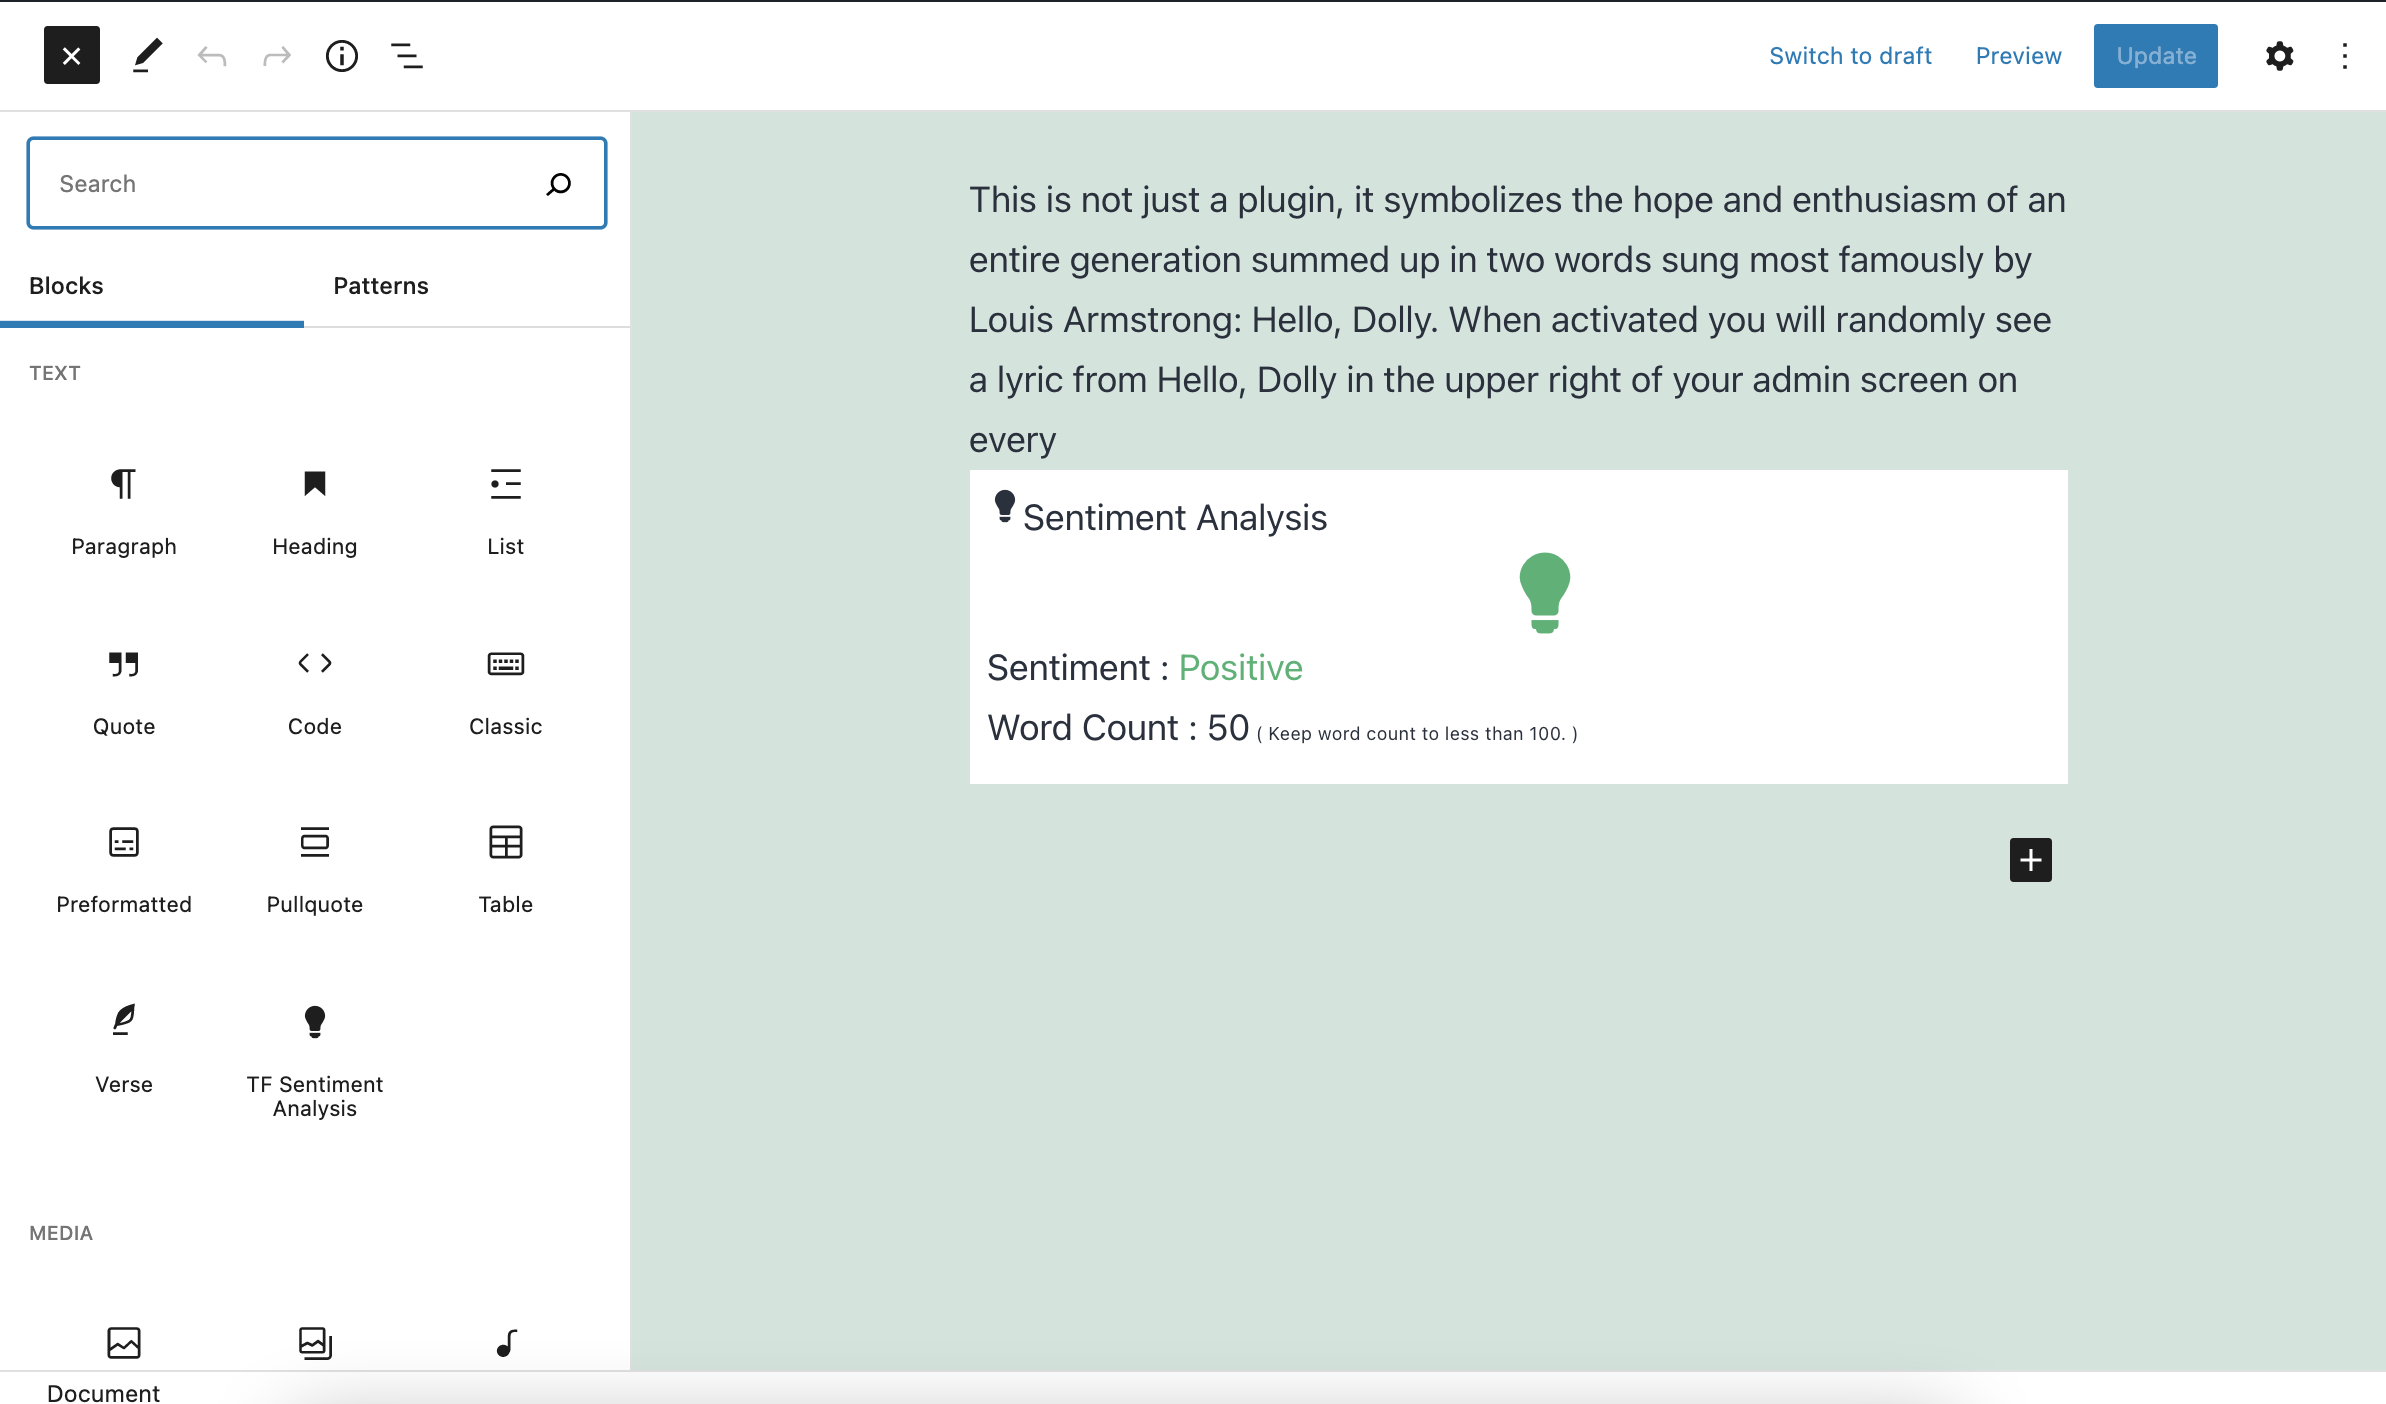 Switch to draft
Preview
Update
Search
Blocks
Patterns
TEXT
Paragraph
Heading
List
Quote
Code
Classic
Preformatted
Pullquote
Table
Verse
TF Sentiment
Analysis
MEDIA
Document
This is not just a plugin, it symbolizes the hope and enthusiasm of an
entire generation summed up in two words sung most famously by
Louis Armstrong: Hello, Dolly. When activated you will randomly see
a lyric from Hello, Dolly in the upper right of your admin screen on
every
Sentiment Analysis
Sentiment : Positive
Word Count : 50 ( Keep word count to less than 100. )